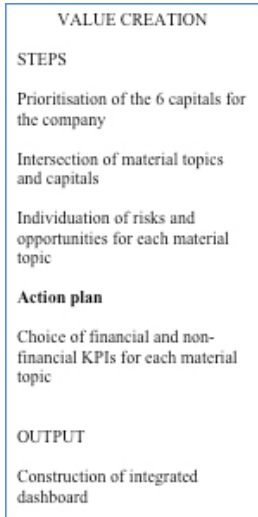 VALUE CREATION
STEPS
Prioritisation of the 6 capitals for
the company
Intersection of material topics
and capitals
Individuation of risks and
opportunities for each material
topic
Action plan
Choice of financial and non-
financial KPIs for each material
topic
OUTPUT
Construction of integrated
dashboard